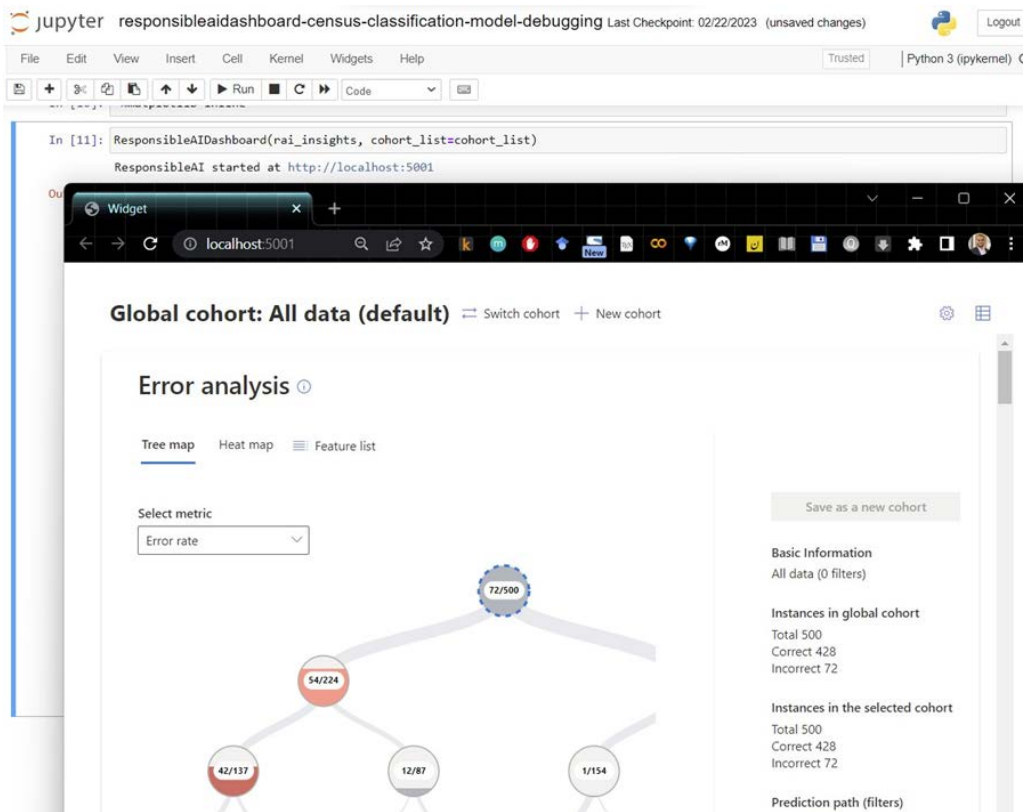 jupyter responsibleaidashboard-census-classification-model-debugging Last Checkpoint: 02/22/2023 (unsaved changes)
Logout
File Edit View Insert Cell Kernel Widgets Help
Trusted Python 3 (ipykernel)
Run Code
In [11]: ResponsibleAIDashboard(rai_insights, cohort_list=cohort_list)
ResponsibleAI started at http://localhost:5001
Ou
Widget
localhost:5001
New
Global cohort: All data (default) Switch cohort + New cohort
Error analysis
Tree map Heat map Feature list
Save as a new cohort
Select metric
Error rate
Basic Information
All data (0 filters)
72/500
Instances in global cohort
Total 500
Correct 428
Incorrect 72
54/224
Instances in the selected cohort
Total 500
Correct 428
Incorrect 72
42/137 12/87 1/154
Prediction path (filters)